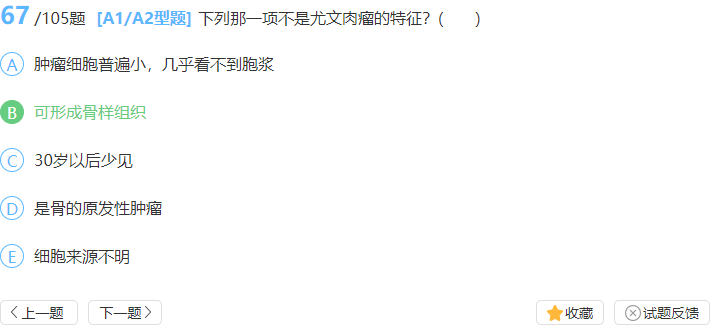 67 /105题 [A1/A2型题] 下列那一项不是尤文肉瘤的特征?( )
A 肿瘤细胞普遍小，几乎看不到胞浆
B 可形成骨样组织
C 30岁以后少见
D 是骨的原发性肿瘤
E 细胞来源不明
上一题 下一题 收藏 试题反馈